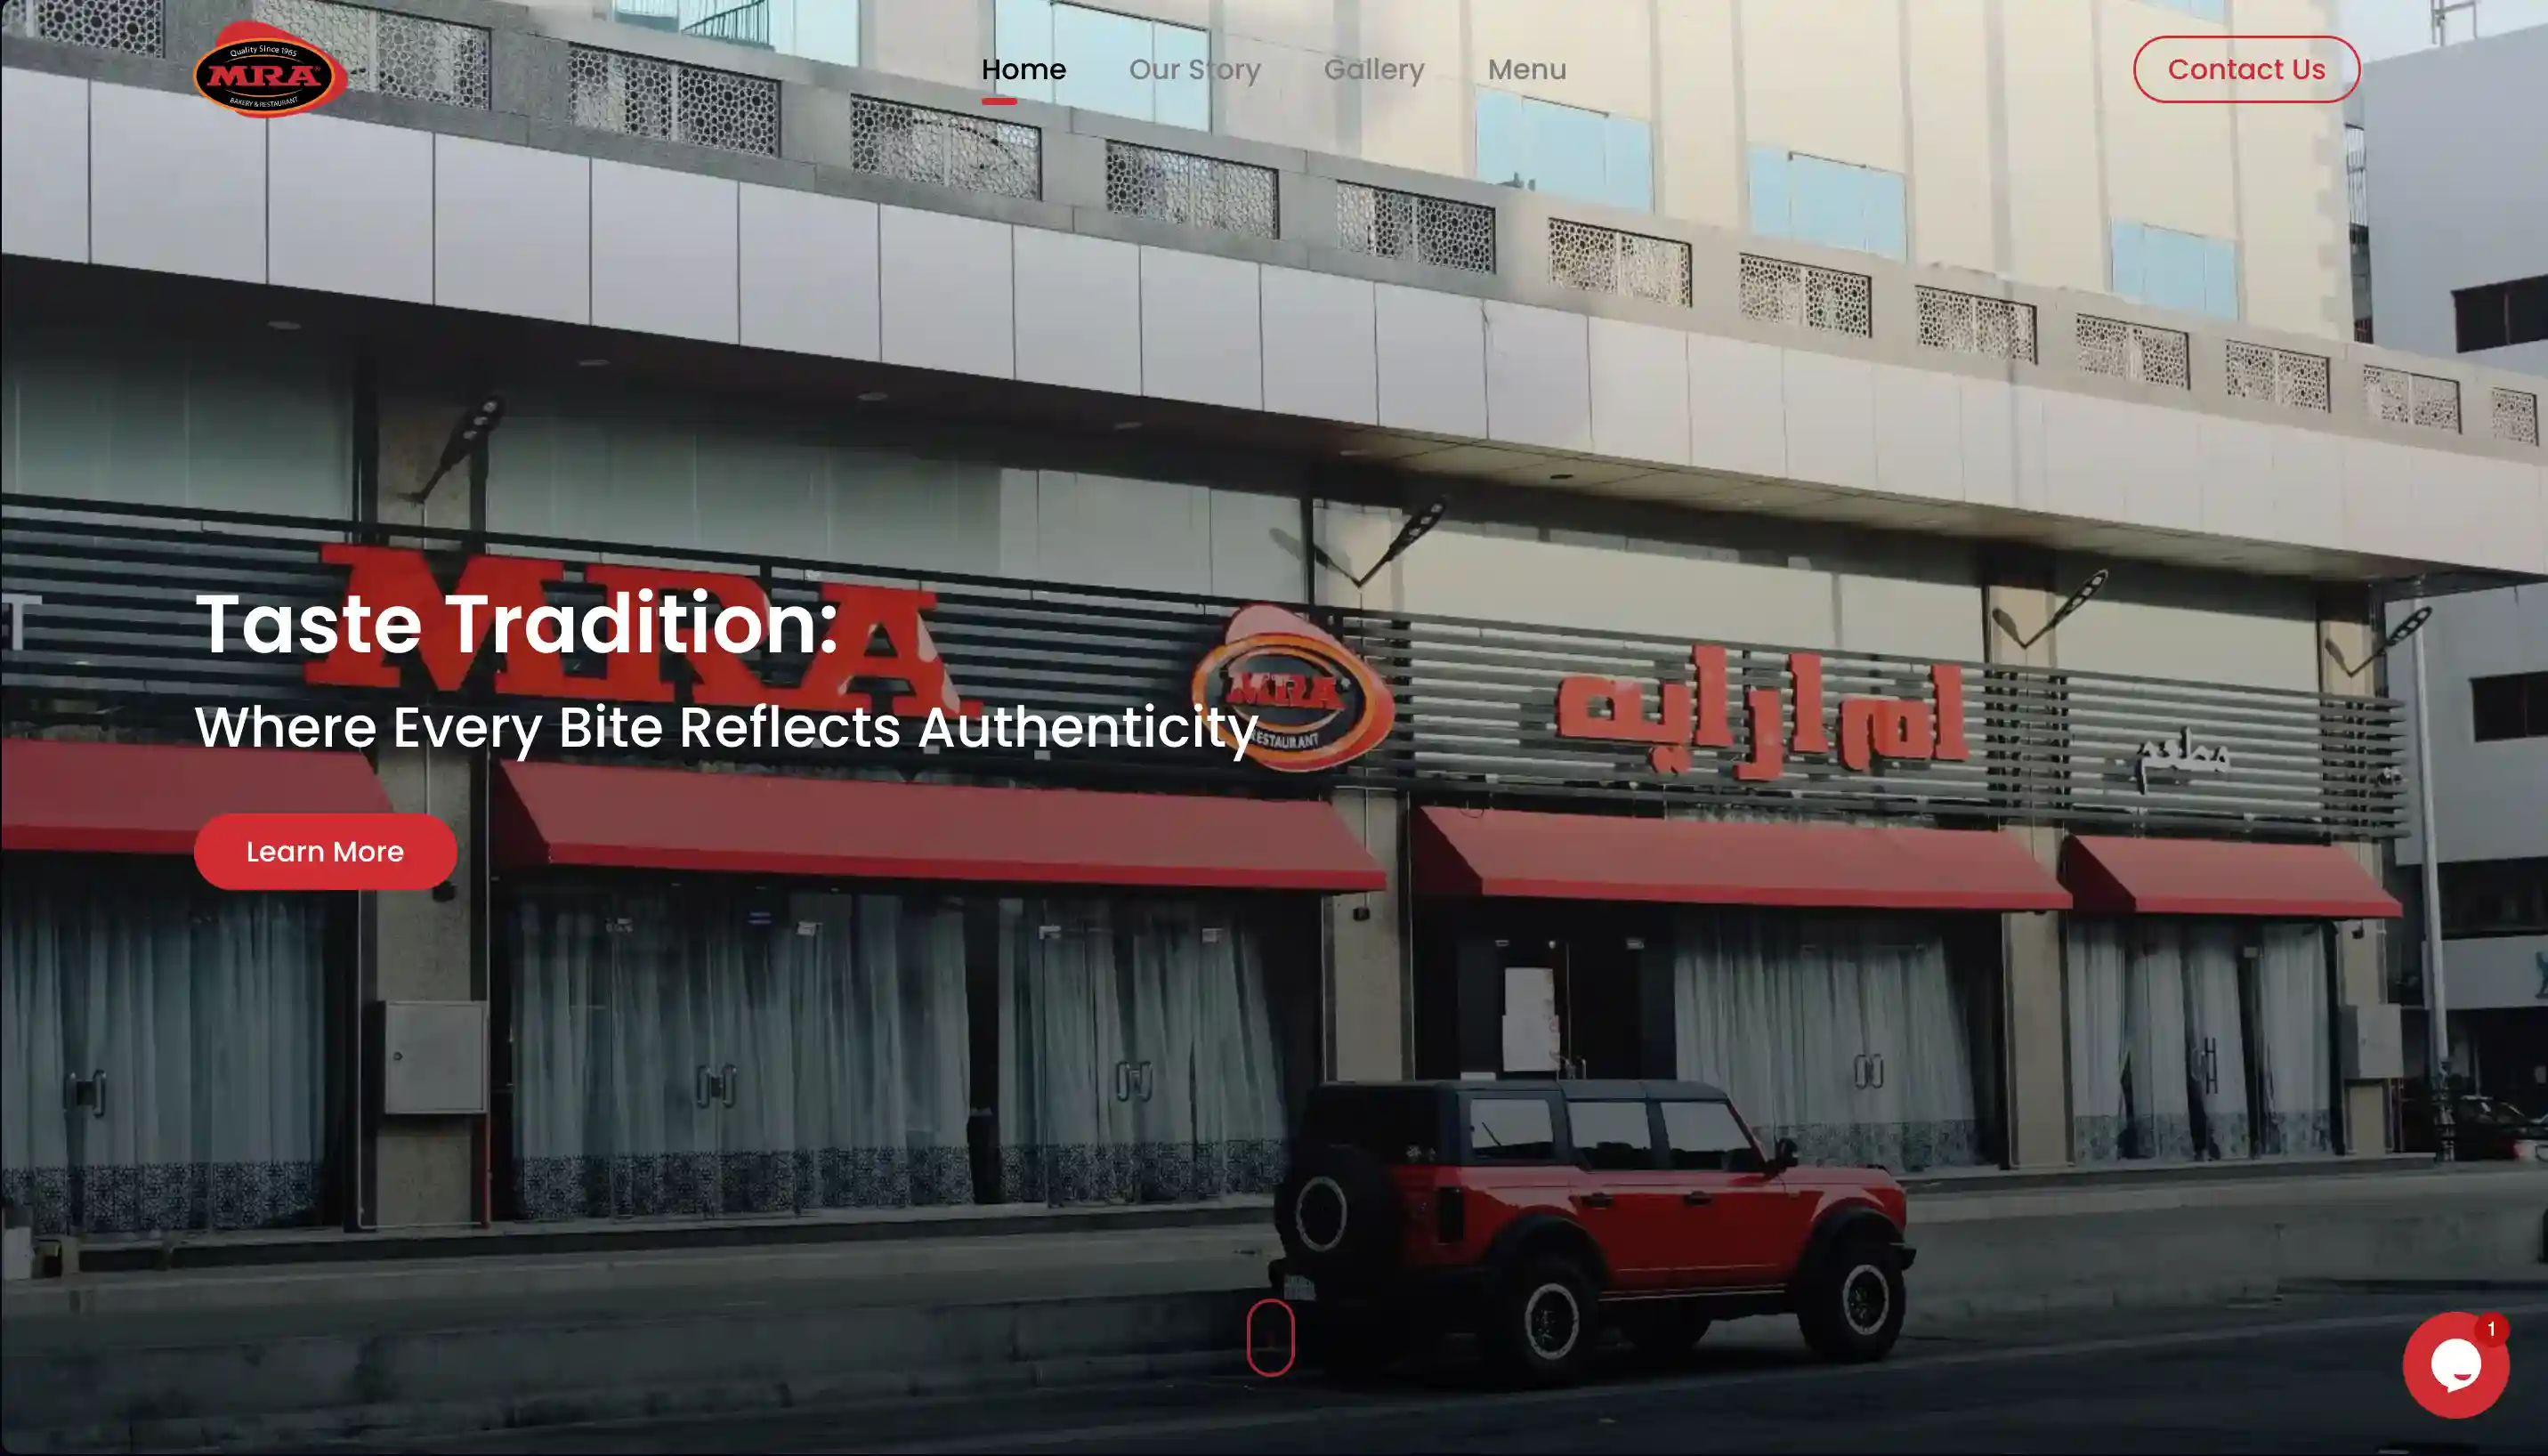 Quality Since 1965
MRA
BAKERY & RESTAURANT
Home
Our Story
Gallery
Menu
Contact Us
T
MRA
Taste Tradition:
Where Every Bite Reflects Authenticity
MRA
RESTAURANT
ام ار ايه
مطعم
Learn More
1